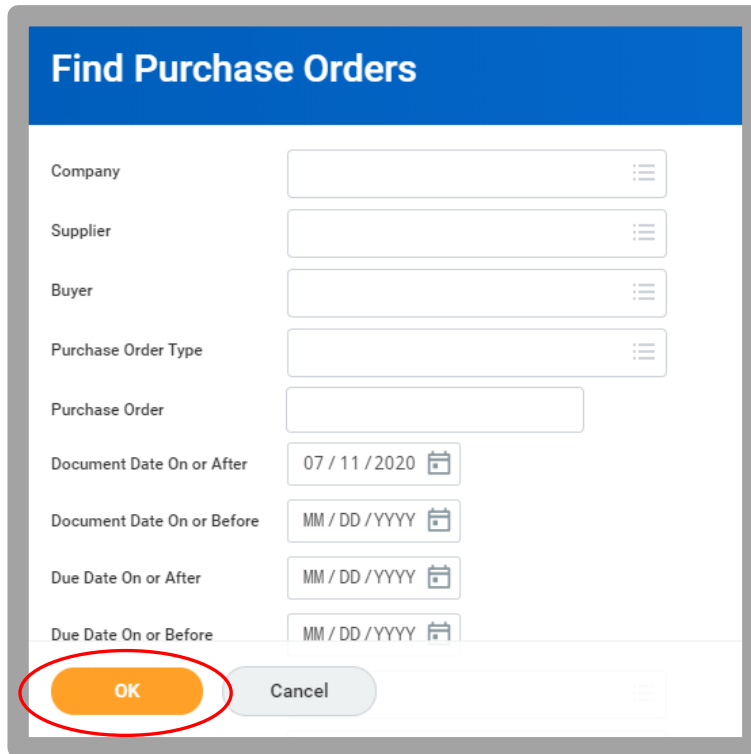 Find Purchase Orders
Company
Supplier
Buyer
Purchase Order Type
Purchase Order
Document Date On or After 07 / 11 / 2020
Document Date On or Before MM / DD / YYYY
Due Date On or After MM / DD / YYYY
Due Date On or Before MM / DD / YYYY
OK Cancel